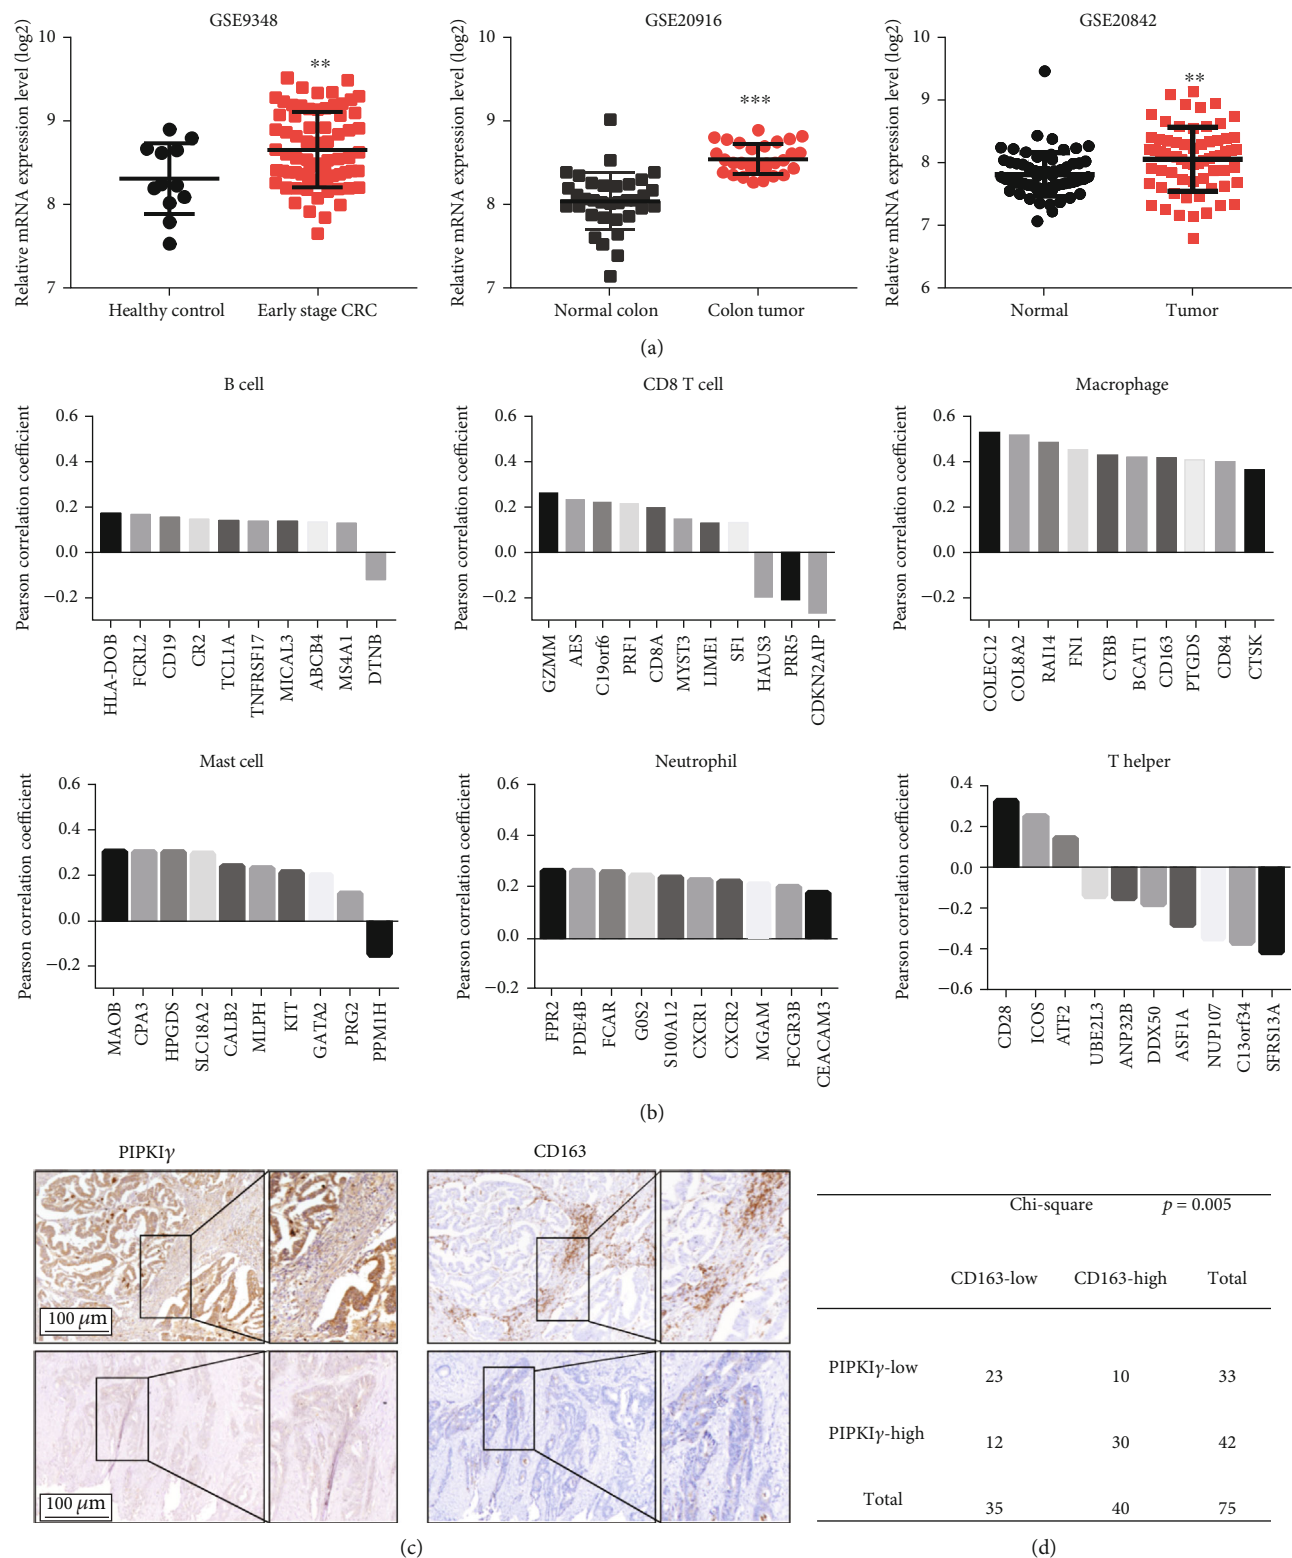 GSE9348
GSE20916
GSE20842
Relative mRNA expression level (log2)
10
9
8
7
Healthy control
Early stage CRC
**
Relative mRNA expression level (log2)
10
9
8
7
Normal colon
Colon tumor
***
Relative mRNA expression level (log2)
10
9
8
7
6
Normal
Tumor
**
(a)
B cell
Pearson correlation coefficient
0.6
0.4
0.2
0.0
−0.2
HLA-DOB
FCRL2
CD19
CR2
TCL1A
TNFRSF17
MICAL3
ABCB4
MS4A1
DTNB
CD8 T cell
Pearson correlation coefficient
0.6
0.4
0.2
0.0
−0.2
GZMM
AES
C19orf6
PRF1
CD8A
MYST3
LIME1
SF1
HAUS3
PRR5
CDKN2AIP
Macrophage
Pearson correlation coefficient
0.6
0.4
0.2
0.0
−0.2
COLEC12
COL8A2
RAI14
FN1
CYBB
BCAT1
CD163
PTGDS
CD84
CTSK
Mast cell
Pearson correlation coefficient
0.6
0.4
0.2
0.0
−0.2
MAOB
CPA3
HPGDS
SLC18A2
CALB2
MLPH
KIT
GATA2
PRG2
PPM1H
Neutrophil
Pearson correlation coefficient
0.6
0.4
0.2
0.0
−0.2
FPR2
PDE4B
FCAR
G0S2
S100A12
CXCR1
CXCR2
MGAM
FCGR3B
CEACAM3
T helper
Pearson correlation coefficient
0.4
0.2
0.0
−0.2
−0.4
−0.6
CD28
ICOS
ATF2
UBE2L3
ANP32B
DDX50
ASF1A
NUP107
C13orf34
SFRS13A
(b)
PIPKIγ
CD163
100 μm
100 μm
(c)
Chi-square p = 0.005
CD163-low CD163-high Total
PIPKIγ-low 23 10 33
PIPKIγ-high 12 30 42
Total 35 40 75
(d)